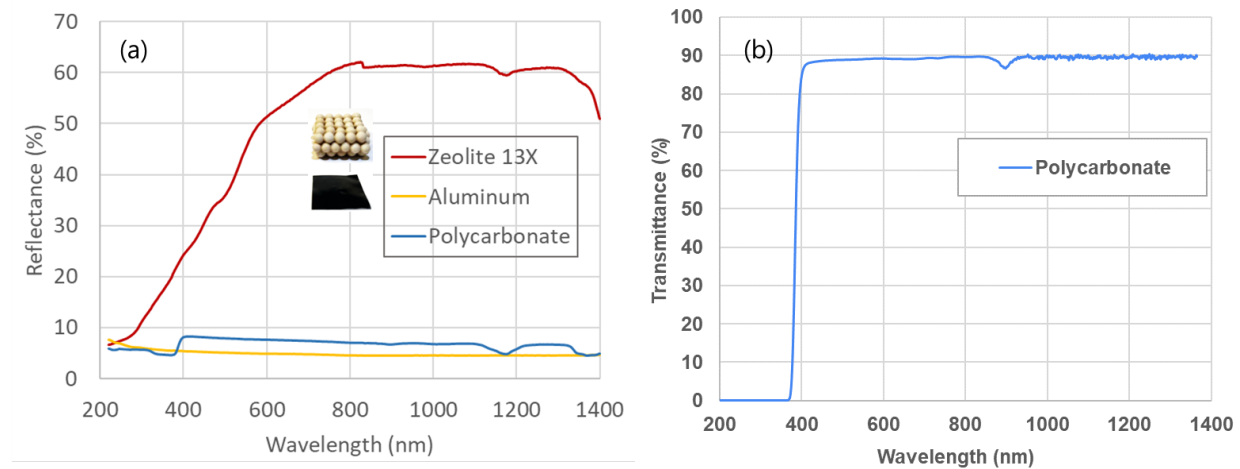 (a)
Reflectance (%)
70
60
50
40
30
20
10
0
Zeolite 13X
Aluminum
Polycarbonate
200 400 600 800 1000 1200 1400
Wavelength (nm)
(b)
Transmittance (%)
100
90
80
70
60
50
40
30
20
10
0
Polycarbonate
200 400 600 800 1000 1200 1400
Wavelength (nm)